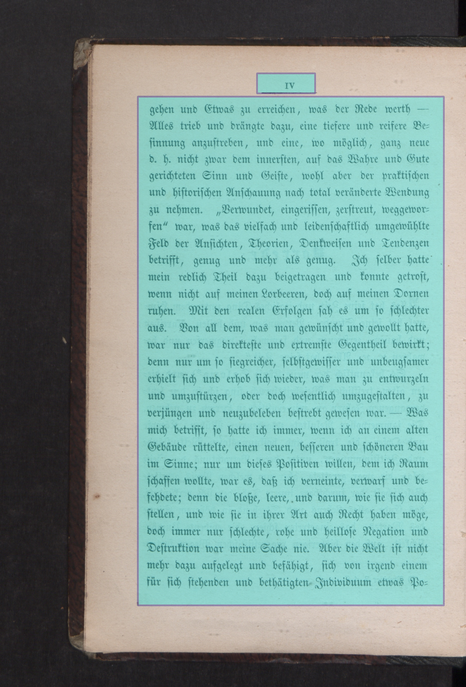 IV
gehen und Etwas zu erreichen, was der Rede werth —
Alles trieb und drängte dazu, eine tiefere und reifere Be-
sinnung anzustreben, und eine, wo möglich, ganz neue
d. h. nicht zwar dem innersten, auf das Wahre und Gute
gerichteten Sinn und Geiste, wohl aber der praktischen
und historischen Anschauung nach total veränderte Wendung
zu nehmen. „Verwundet, eingerissen, zerstreut, weggewor-
fen“ war, was das vielfach und leidenschaftlich umgewühlte
Feld der Ansichten, Theorien, Denkweisen und Tendenzen
betrifft, genug und mehr als genug. Ich selber hatte
mein redlich Theil dazu beigetragen und konnte getrost,
wenn nicht auf meinen Lorbeeren, doch auf meinen Dornen
ruhen. Mit den realen Erfolgen sah es um so schlechter
aus. Von all dem, was man gewünscht und gewollt hatte,
war nur das direkteste und extremste Gegentheil bewirkt;
denn nur um so siegreicher, selbstgewisser und unbeugsamer
erhielt sich und erhob sich wieder, was man zu entwurzeln
und umzustürzen, oder doch wesentlich umzugestalten, zu
verjüngen und neuzubeleben bestrebt gewesen war. — Was
mich betrifft, so hatte ich immer, wenn ich an einem alten
Gebäude rüttelte, einen neuen, besseren und schöneren Bau
im Sinne; nur um dieses Positiven willen, dem ich Raum
schaffen wollte, war es, daß ich verneinte, verwarf und be-
fehdete; denn die bloße, leere, und darum, wie sie sich auch
stellen, und wie sie in ihrer Art auch Recht haben möge,
doch immer nur schlechte, rohe und heillose Negation und
Destruktion war meine Sache nie. Aber die Welt ist nicht
mehr dazu aufgelegt und befähigt, sich von irgend einem
für sich stehenden und bethätigten Individuum etwas Po-